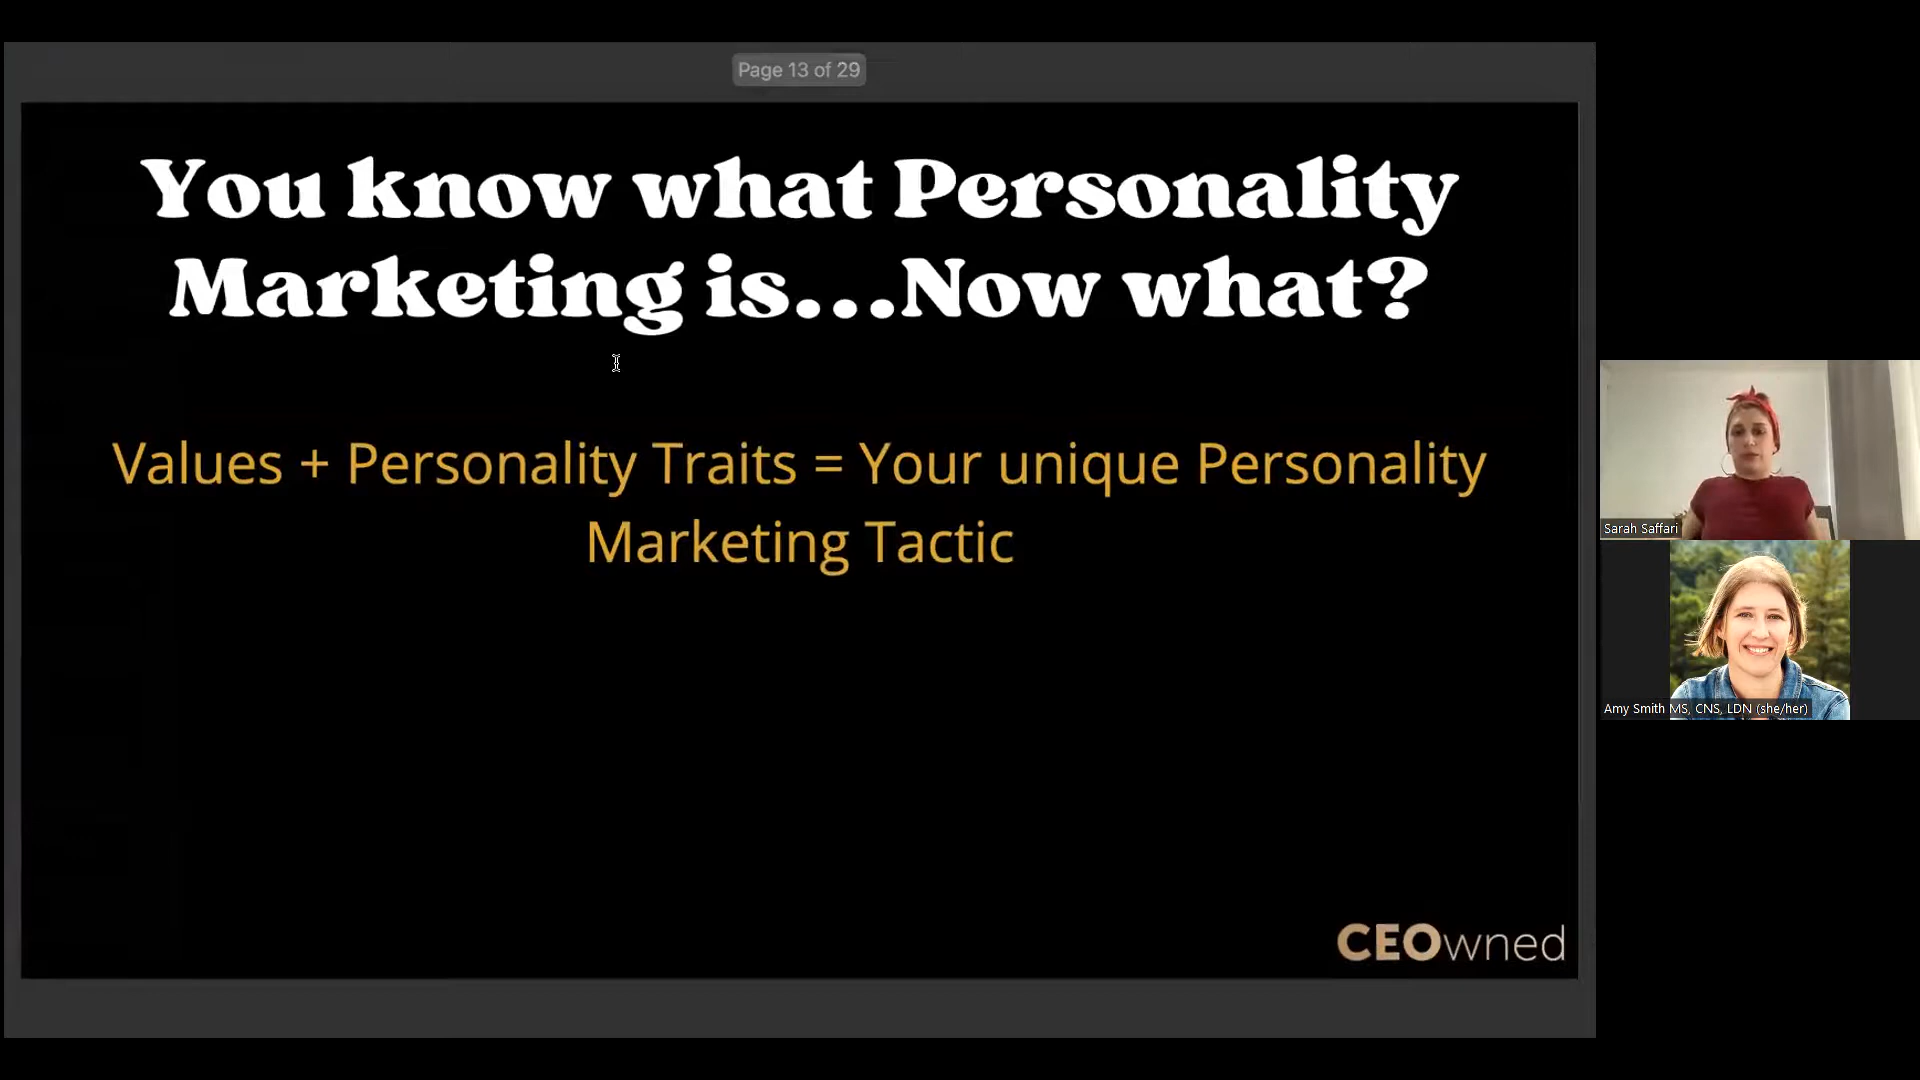 Page 13 of 29
You know what Personality
Marketing is...Now what?
Values + Personality Traits = Your unique Personality
Marketing Tactic
CEOwned
Sarah Saffari
Amy Smith MS, CNS, LDN (she/her)